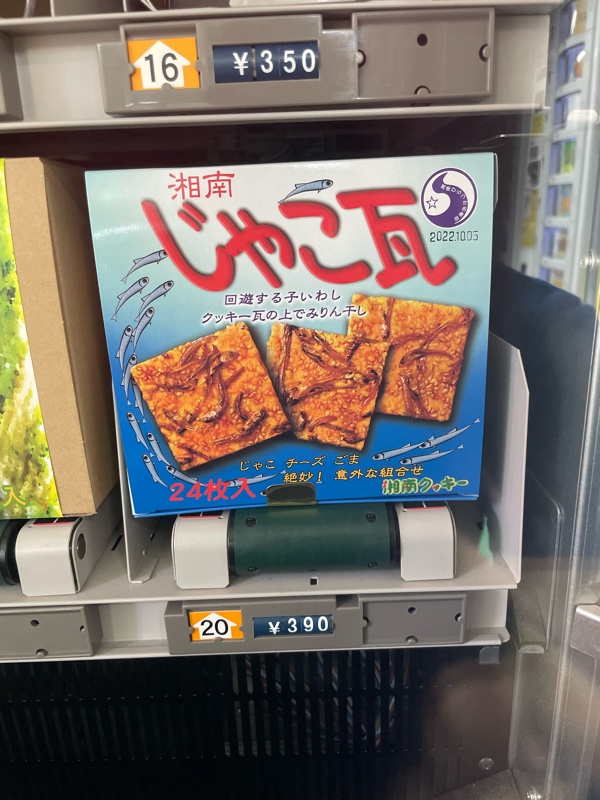 16
¥350
湘南
じゃこ瓦
2022.10.05
回遊する子いわし
クッキー瓦の上でみりん干し
じゃこ チーズ ごま
絶妙! 意外な組合せ
24枚入
湘南クッキー
入
20
¥390